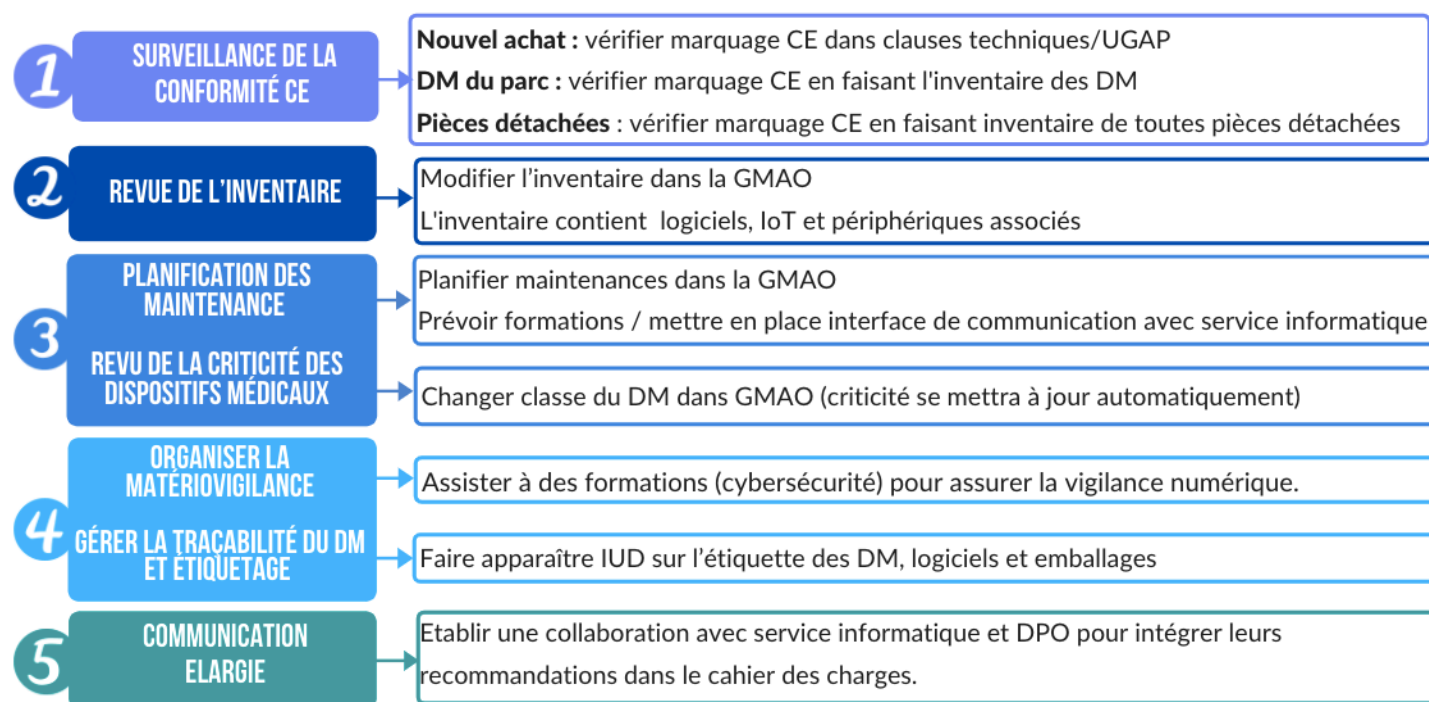 1
SURVEILLANCE DE LA
CONFORMITÉ CE
Nouvel achat : vérifier marquage CE dans clauses techniques/UGAP
DM du parc : vérifier marquage CE en faisant l'inventaire des DM
Pièces détachées : vérifier marquage CE en faisant inventaire de toutes pièces détachées
2
REVUE DE L’INVENTAIRE
Modifier l’inventaire dans la GMAO
L'inventaire contient logiciels, IoT et périphériques associés
3
PLANIFICATION DES
MAINTENANCE
Planifier maintenances dans la GMAO
Prévoir formations / mettre en place interface de communication avec service informatique
REVU DE LA CRITICITÉ DES
DISPOSITIFS MÉDICAUX
Changer classe du DM dans GMAO (criticité se mettra à jour automatiquement)
4
ORGANISER LA
MATÉRIOVIGILANCE
Assister à des formations (cybersécurité) pour assurer la vigilance numérique.
GÉRER LA TRAÇABILITÉ DU DM
ET ÉTIQUETAGE
Faire apparaître IUD sur l’étiquette des DM, logiciels et emballages
5
COMMUNICATION
ELARGIE
Etablir une collaboration avec service informatique et DPO pour intégrer leurs
recommandations dans le cahier des charges.